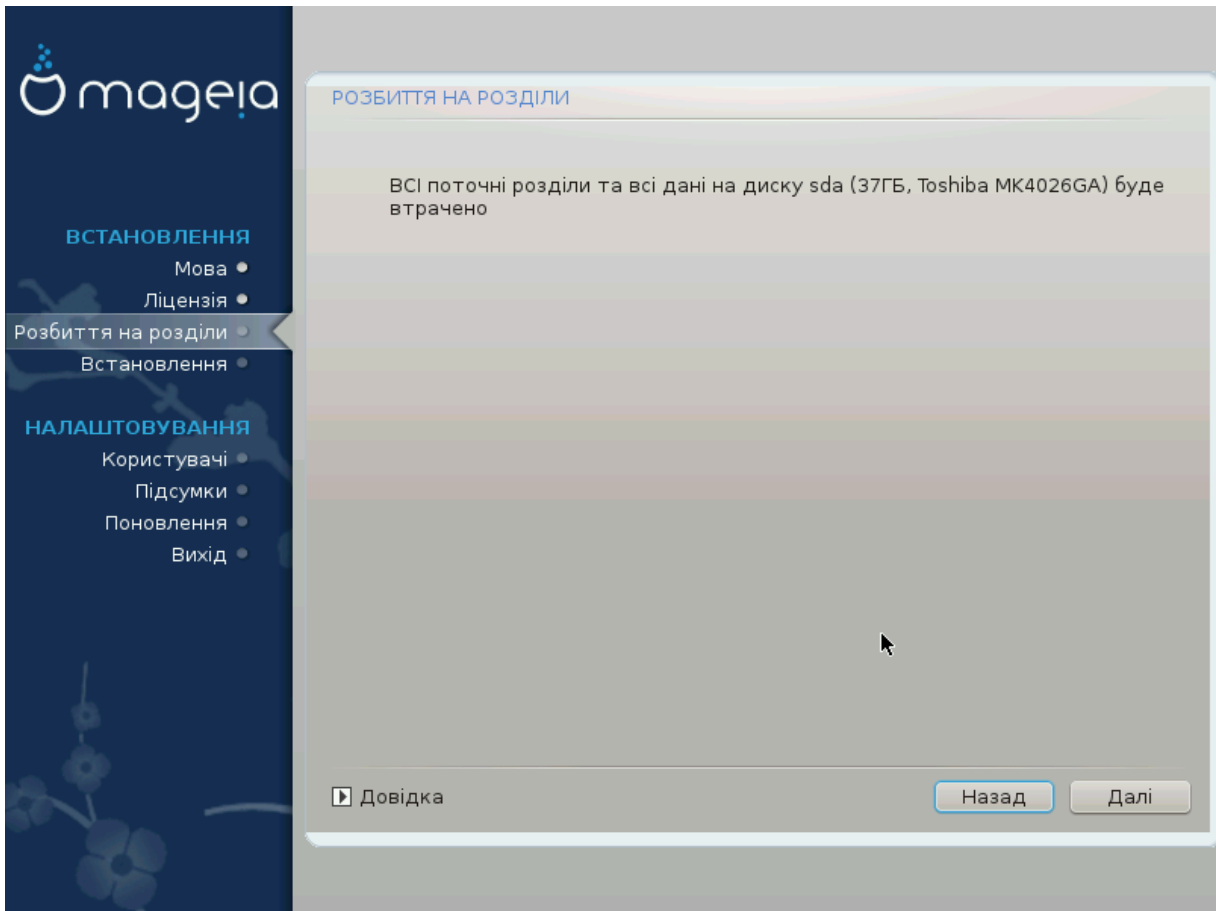 mageia
ВСТАНОВЛЕННЯ
Мова
Ліцензія
Розбиття на розділи
Встановлення
НАЛАШТОВУВАННЯ
Користувачі
Підсумки
Поновлення
Вихід
РОЗБИТТЯ НА РОЗДІЛИ
ВСІ поточні розділи та всі дані на диску sda (37ГБ, Toshiba MK4026GA) буде
втрачено
Довідка
Назад
Далі